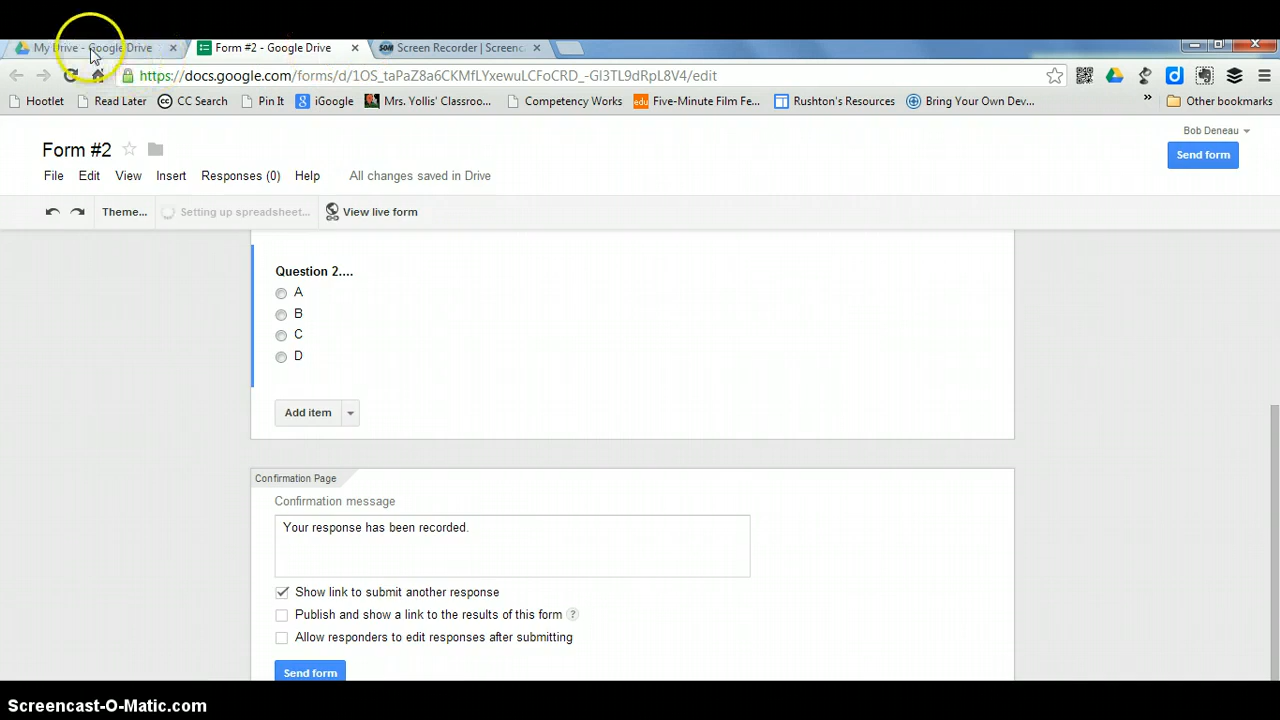 My Drive - Google Drive
Form #2 - Google Drive
Screen Recorder | Screenc
https://docs.google.com/forms/d/1OS_taPaZ8a6CKMfLYxewuLCFoCRD_-GI3TL9dRpL8V4/edit
Hootlet Read Later CC Search Pin It iGoogle Mrs. Yollis' Classroo... Competency Works Five-Minute Film Fe... Rushton's Resources Bring Your Own Dev... » Other bookmarks
Form #2
Bob Deneau
Send form
File Edit View Insert Responses (0) Help All changes saved in Drive
Theme... Setting up spreadsheet... View live form
Question 2....
A
B
C
D
Add item
Confirmation Page
Confirmation message
Your response has been recorded.
Show link to submit another response
Publish and show a link to the results of this form ?
Allow responders to edit responses after submitting
Send form
Screencast-O-Matic.com